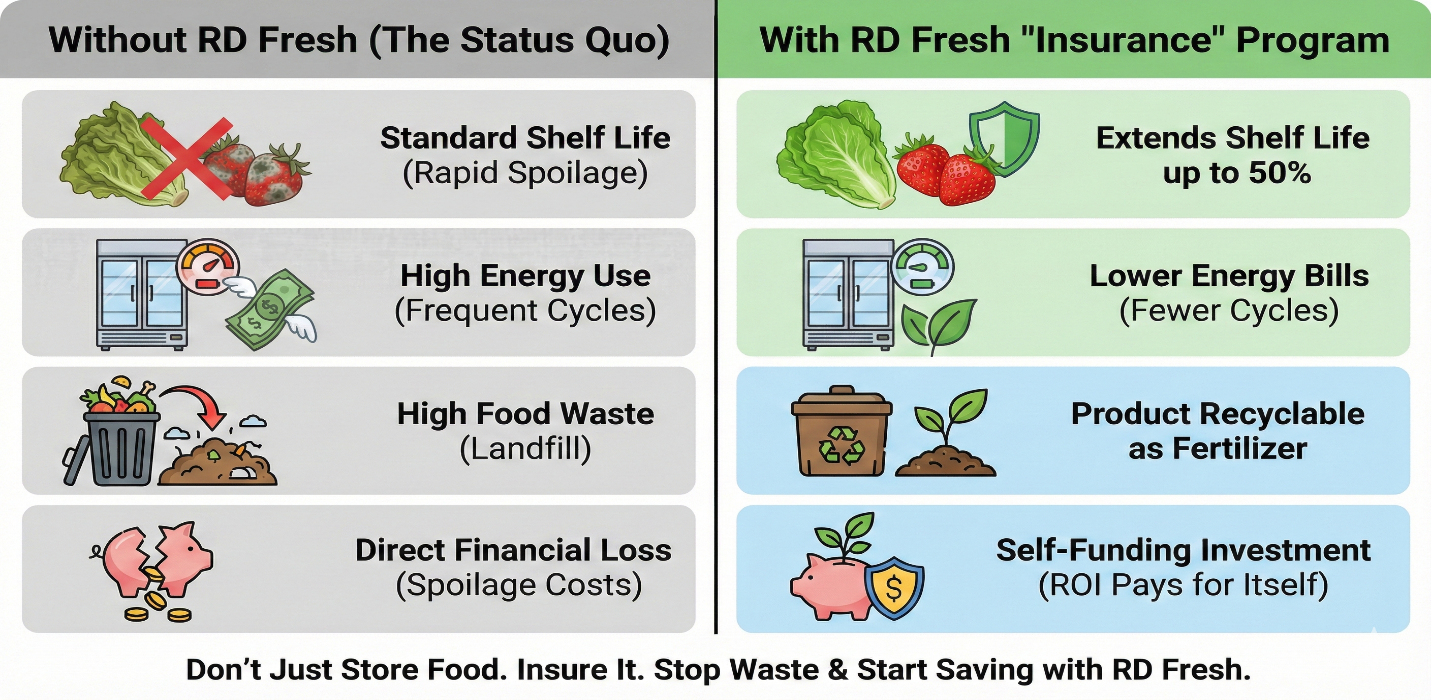 Without RD Fresh (The Status Quo)
With RD Fresh "Insurance" Program
Standard Shelf Life
(Rapid Spoilage)
Extends Shelf Life
up to 50%
High Energy Use
(Frequent Cycles)
Lower Energy Bills
(Fewer Cycles)
High Food Waste
(Landfill)
Product Recyclable
as Fertilizer
Direct Financial Loss
(Spoilage Costs)
$
Self-Funding Investment
(ROI Pays for Itself)
Don't Just Store Food. Insure It. Stop Waste & Start Saving with RD Fresh.